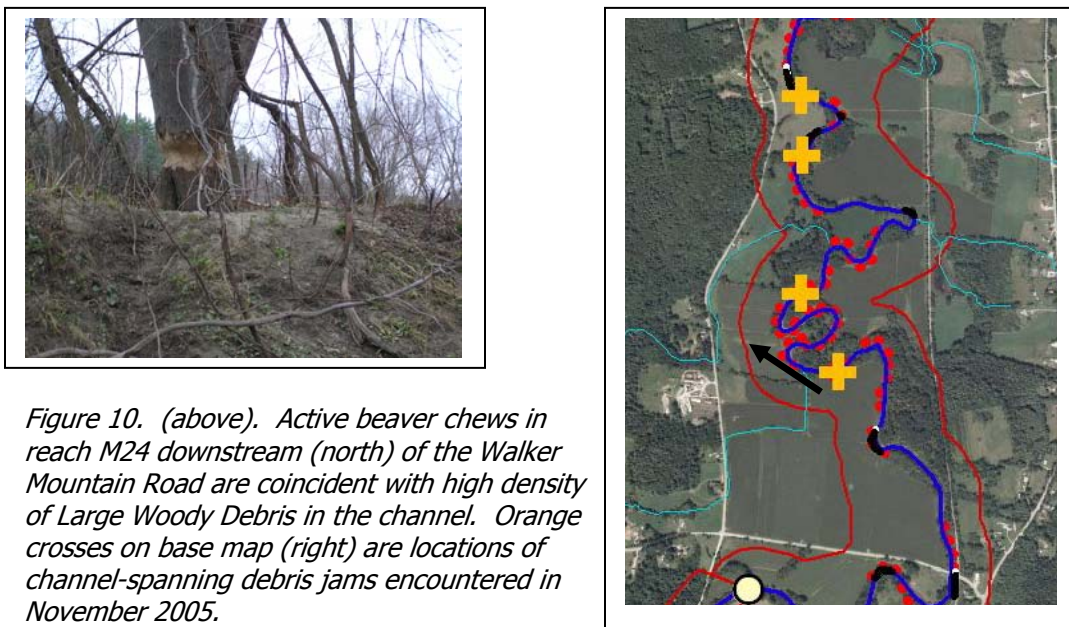 Figure 10. (above). Active beaver chews in
reach M24 downstream (north) of the Walker
Mountain Road are coincident with high density
of Large Woody Debris in the channel. Orange
crosses on base map (right) are locations of
channel-spanning debris jams encountered in
November 2005.